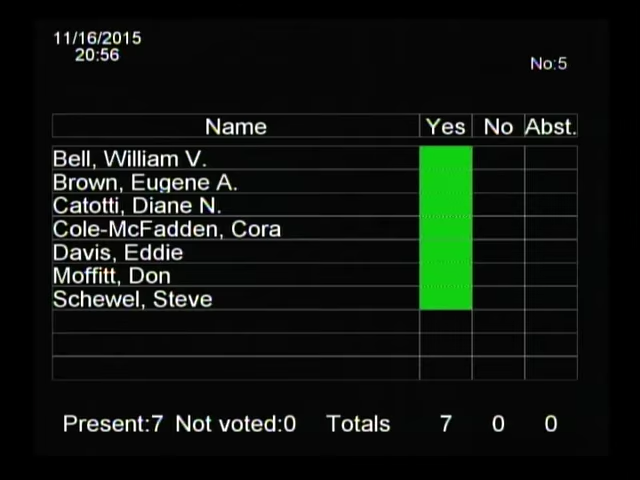 11/16/2015
20:56
No:5
Name Yes No Abst.
Bell, William V.
Brown, Eugene A.
Catotti, Diane N.
Cole-McFadden, Cora
Davis, Eddie
Moffitt, Don
Schewel, Steve
Present:7 Not voted:0 Totals 7 0 0